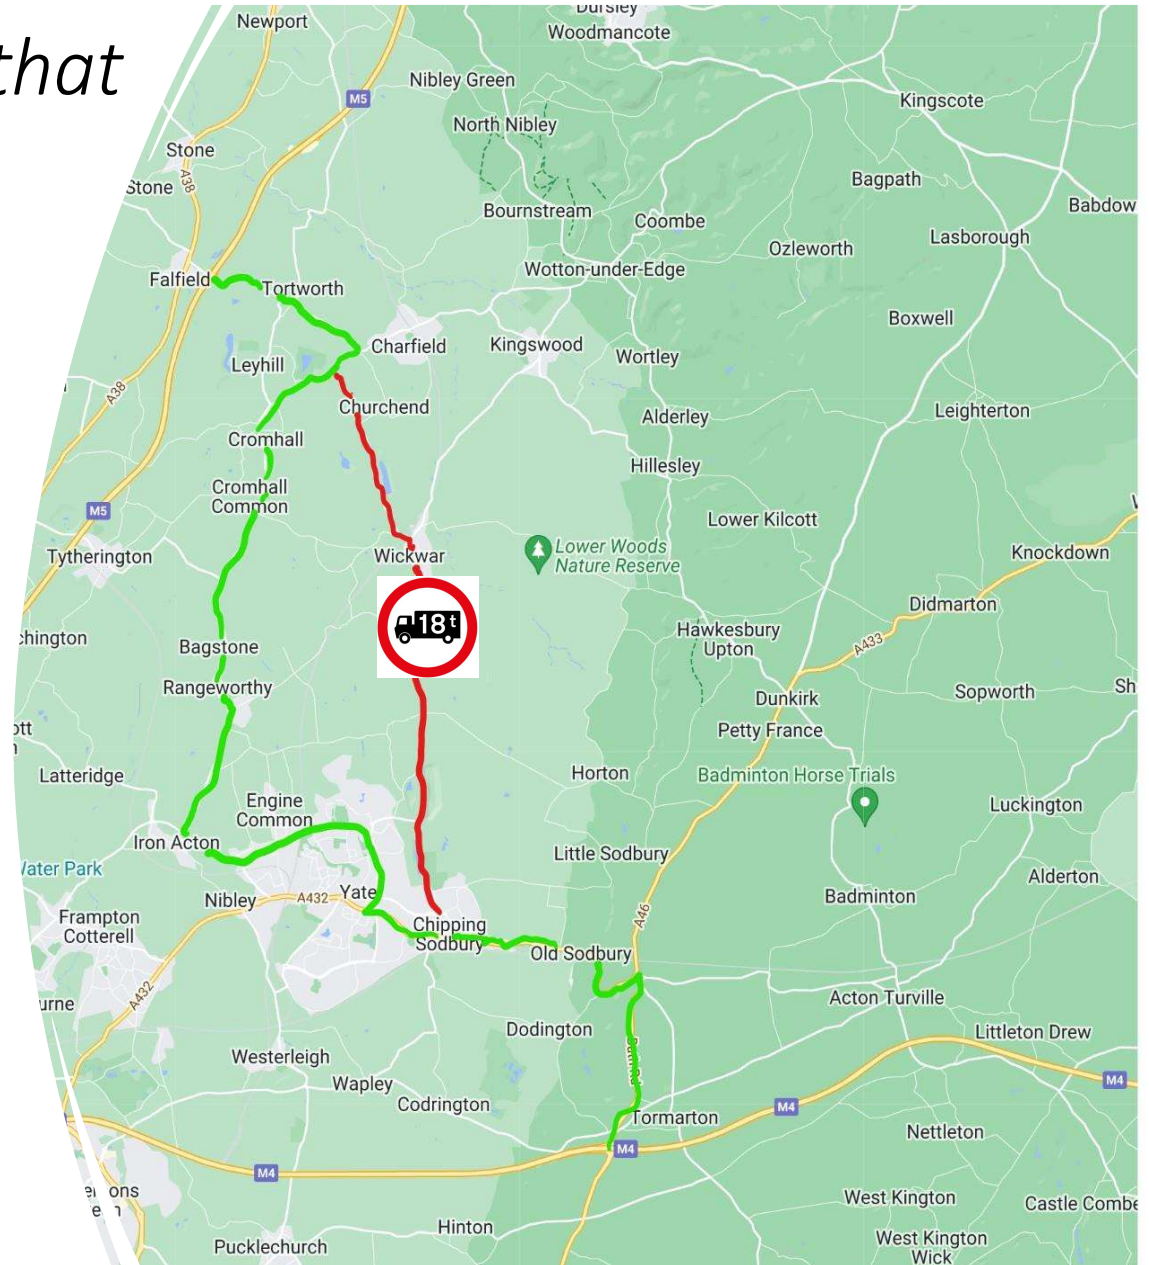 that
Newport
Dursley
Woodmancote
Nibley Green
M5
Kingscote
North Nibley
Stone
A38
Stone
Bagpath
Babdow
Bournstream
Coombe
Lasborough
Ozleworth
Wotton-under-Edge
Falfield
Tortworth
Boxwell
Charfield
Kingswood
Wortley
Leyhill
A38
Churchend
Alderley
Leighterton
Cromhall
Hillesley
Cromhall
Common
M5
Lower Kilcott
Tytherington
Wickwar
Lower Woods
Nature Reserve
Knockdown
Didmarton
18t
chington
Bagstone
Hawkesbury
Upton
A433
Rangeworthy
Dunkirk
Sopworth
Sh
ott
Petty France
Latteridge
Horton
Badminton Horse Trials
Engine
Common
Luckington
Iron Acton
Little Sodbury
Water Park
Alderton
Nibley
A432
Yate
Badminton
A46
Frampton
Cotterell
Chipping
Sodbury
Old Sodbury
A432
urne
Acton Turville
Dodington
Littleton Drew
Westerleigh
Wapley
Codrington
M4
M4
Tormarton
Nettleton
M4
M4
West Kington
Castle Combe
Hinton
West Kington
Wick
Pucklechurch